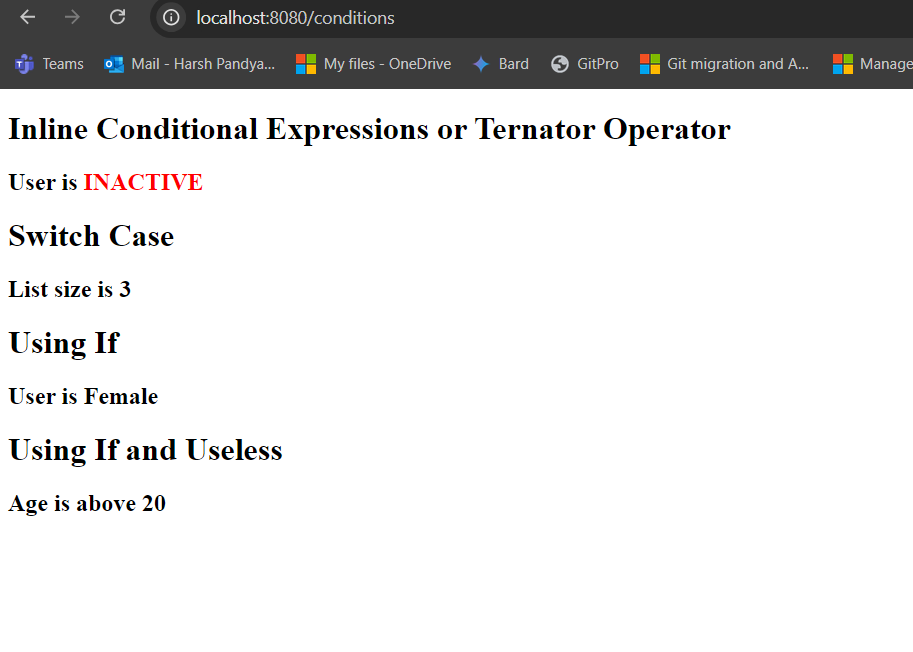 localhost:8080/conditions
Teams Mail - Harsh Pandya... My files - OneDrive Bard GitPro Git migration and A... Manage
Inline Conditional Expressions or Ternator Operator
User is INACTIVE
Switch Case
List size is 3
Using If
User is Female
Using If and Useless
Age is above 20